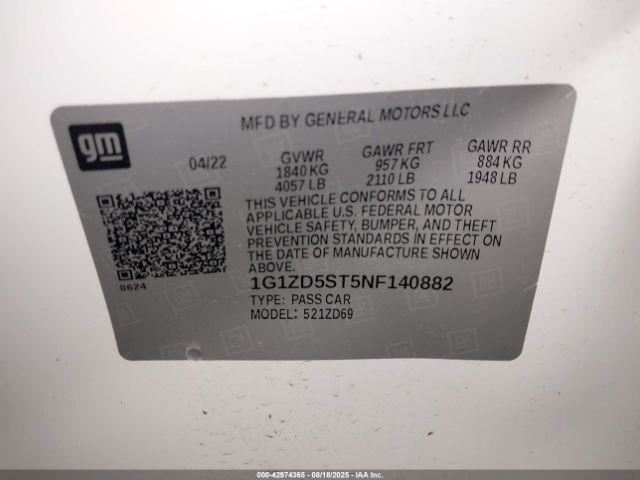 gm
MFD BY GENERAL MOTORS LLC
04/22 GVWR GAWR FRT GAWR RR
1840 KG 957 KG 884 KG
4057 LB 2110 LB 1948 LB
THIS VEHICLE CONFORMS TO ALL
APPLICABLE U.S. FEDERAL MOTOR
VEHICLE SAFETY, BUMPER, AND THEFT
PREVENTION STANDARDS IN EFFECT ON
THE DATE OF MANUFACTURE SHOWN
ABOVE.
8624
1G1ZD5ST5NF140882
TYPE: PASS CAR
MODEL: 521ZD69
000-42974365 - 08/18/2025 - IAA Inc.